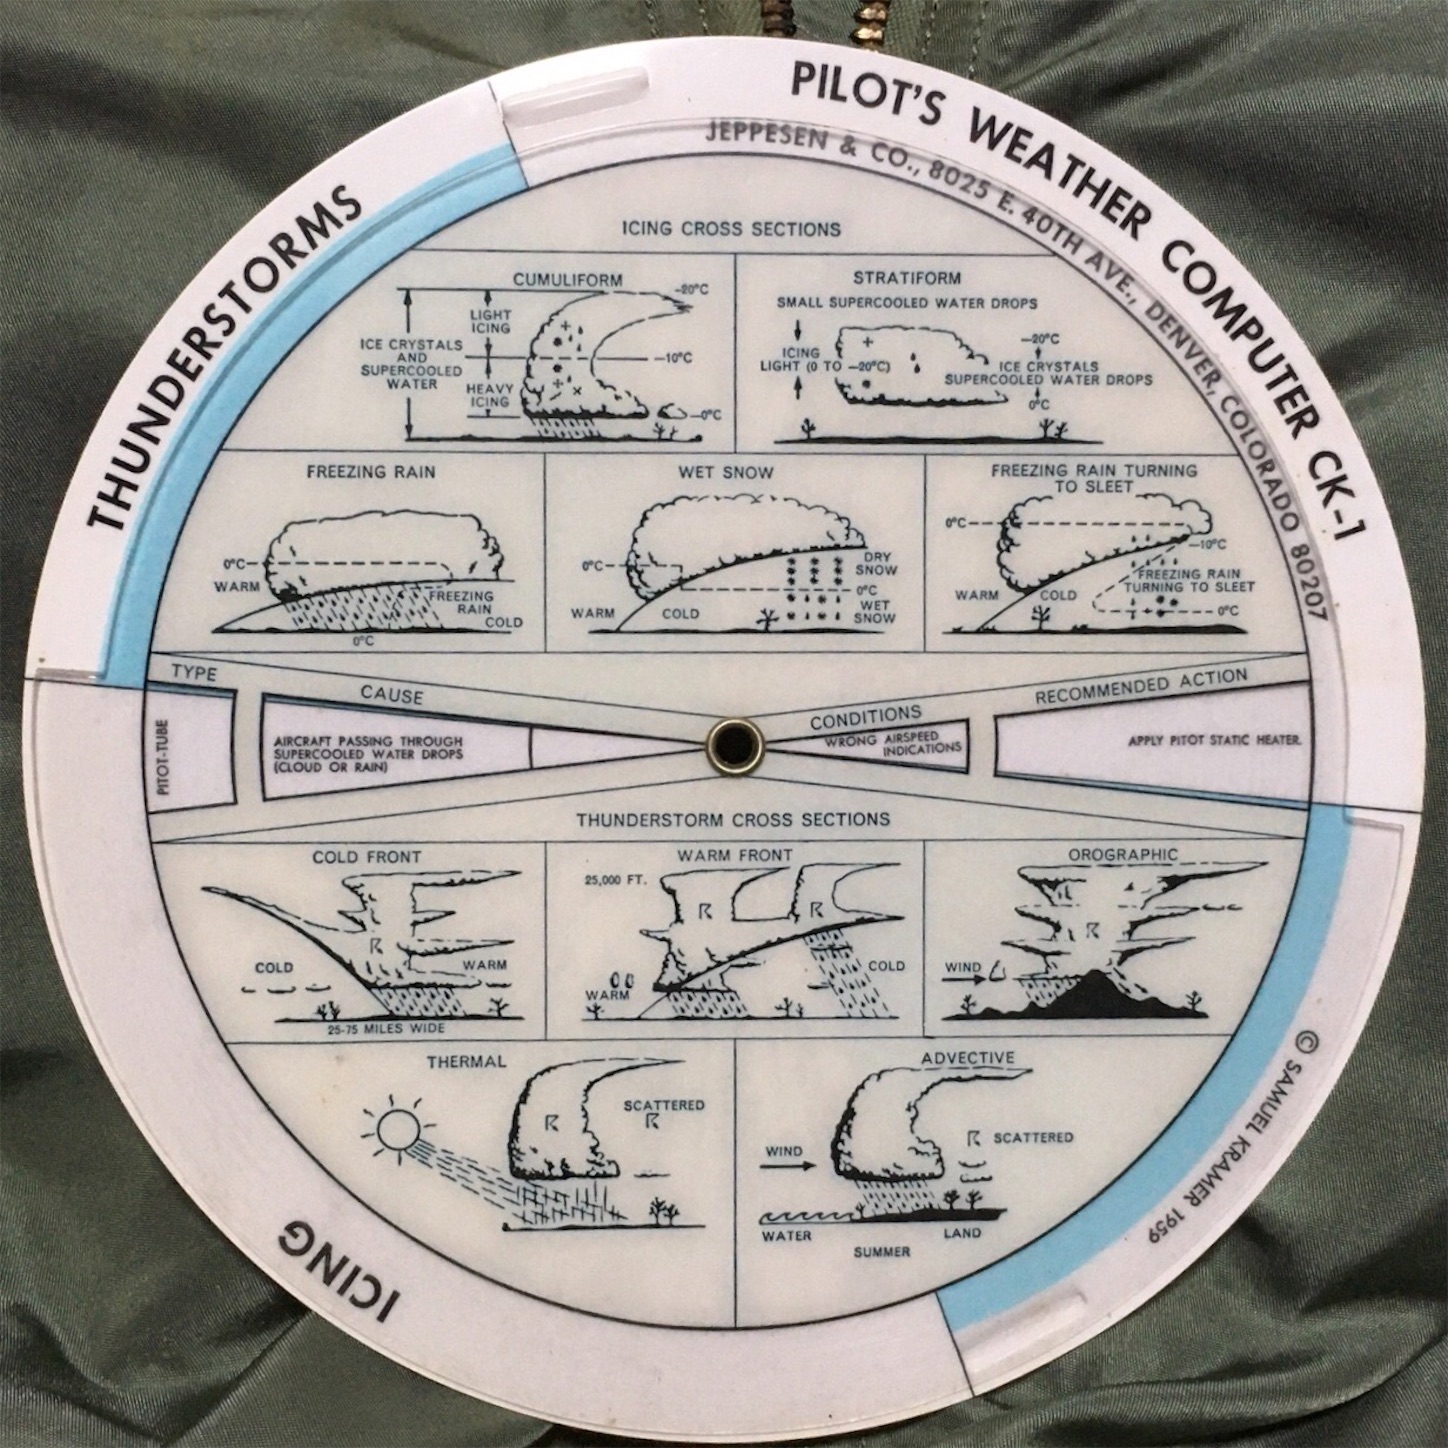 PILOT'S WEATHER COMPUTER CK-1
JEPPESEN & CO., 8025 E. 40TH AVE., DENVER, COLORADO 80207
THUNDERSTORMS
ICING CROSS SECTIONS
CUMULIFORM
-20°C
LIGHT
ICING
ICE CRYSTALS
AND
SUPERCOOLED
WATER
-10°C
HEAVY
ICING
0°C
STRATIFORM
SMALL SUPERCOOLED WATER DROPS
ICING
LIGHT (0 TO -20°C)
-20°C
ICE CRYSTALS
SUPERCOOLED WATER DROPS
0°C
FREEZING RAIN
0°C
WARM
FREEZING
RAIN
COLD
0°C
WET SNOW
0°C
WARM
COLD
DRY
SNOW
0°C
WET
SNOW
FREEZING RAIN TURNING
TO SLEET
0°C
-10°C
WARM
COLD
FREEZING RAIN
TURNING TO SLEET
0°C
TYPE
CAUSE
CONDITIONS
RECOMMENDED ACTION
PITOT-TUBE
AIRCRAFT PASSING THROUGH
SUPERCOOLED WATER DROPS
(CLOUD OR RAIN)
WRONG AIRSPEED
INDICATIONS
APPLY PITOT STATIC HEATER.
THUNDERSTORM CROSS SECTIONS
COLD FRONT
COLD
WARM
25-75 MILES WIDE
WARM FRONT
25,000 FT.
WARM
COLD
OROGRAPHIC
WIND
THERMAL
SCATTERED
ADVECTIVE
WIND
SCATTERED
WATER
LAND
SUMMER
ICING
© SAMUEL KRAMER 1959